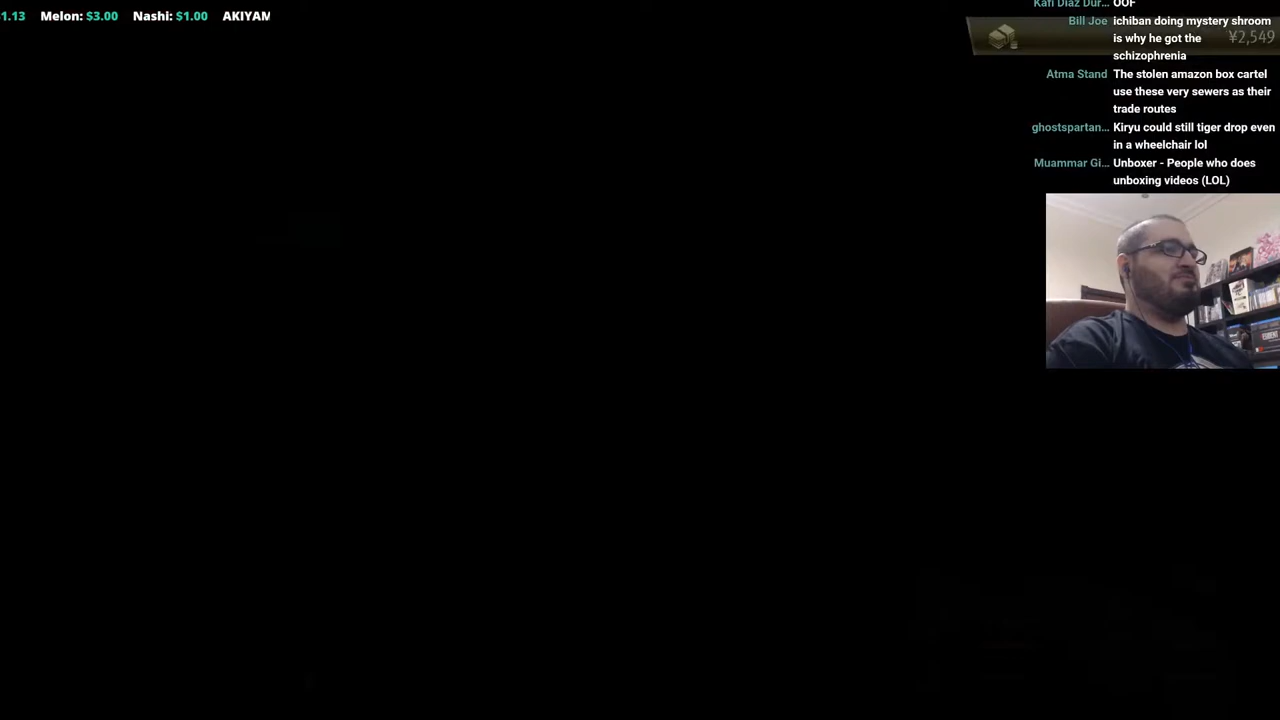 1.13 Melon: $3.00 Nashi: $1.00 AKIYAM
Kafi Diaz Dur... OOF
Bill Joe ichiban doing mystery shroom
is why he got the
schizophrenia
¥2,549
Atma Stand The stolen amazon box cartel
use these very sewers as their
trade routes
ghostspartan... Kiryu could still tiger drop even
in a wheelchair lol
Muammar Gi... Unboxer - People who does
unboxing videos (LOL)